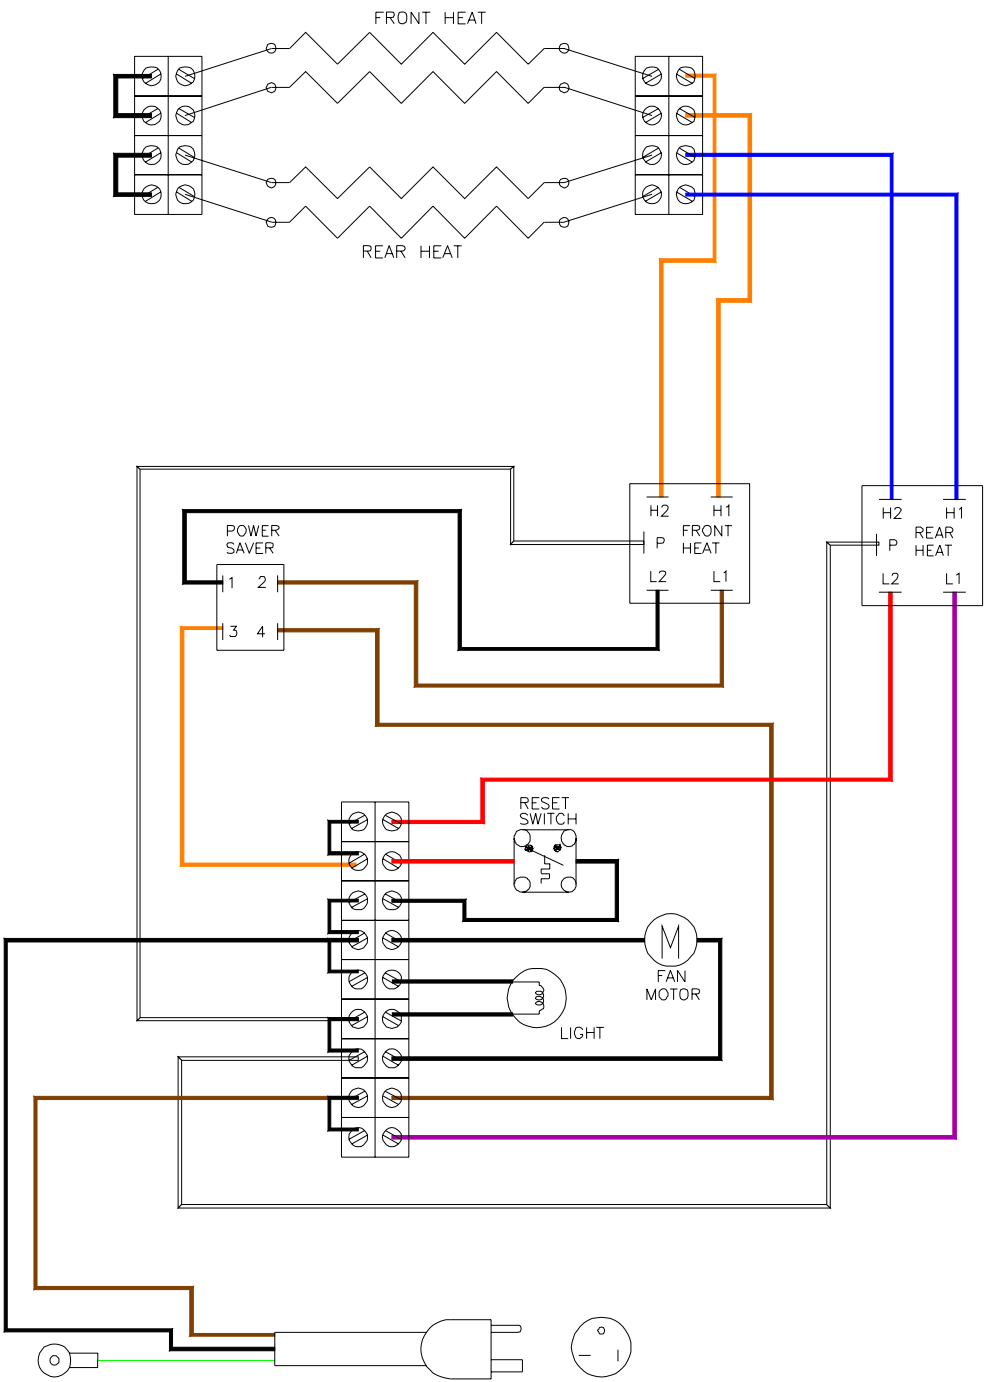 FRONT HEAT
REAR HEAT
H2 H1
P FRONT
HEAT
L2 L1
H2 H1
P REAR
HEAT
L2 L1
POWER
SAVER
1 2
3 4
RESET
SWITCH
M
FAN
MOTOR
LIGHT